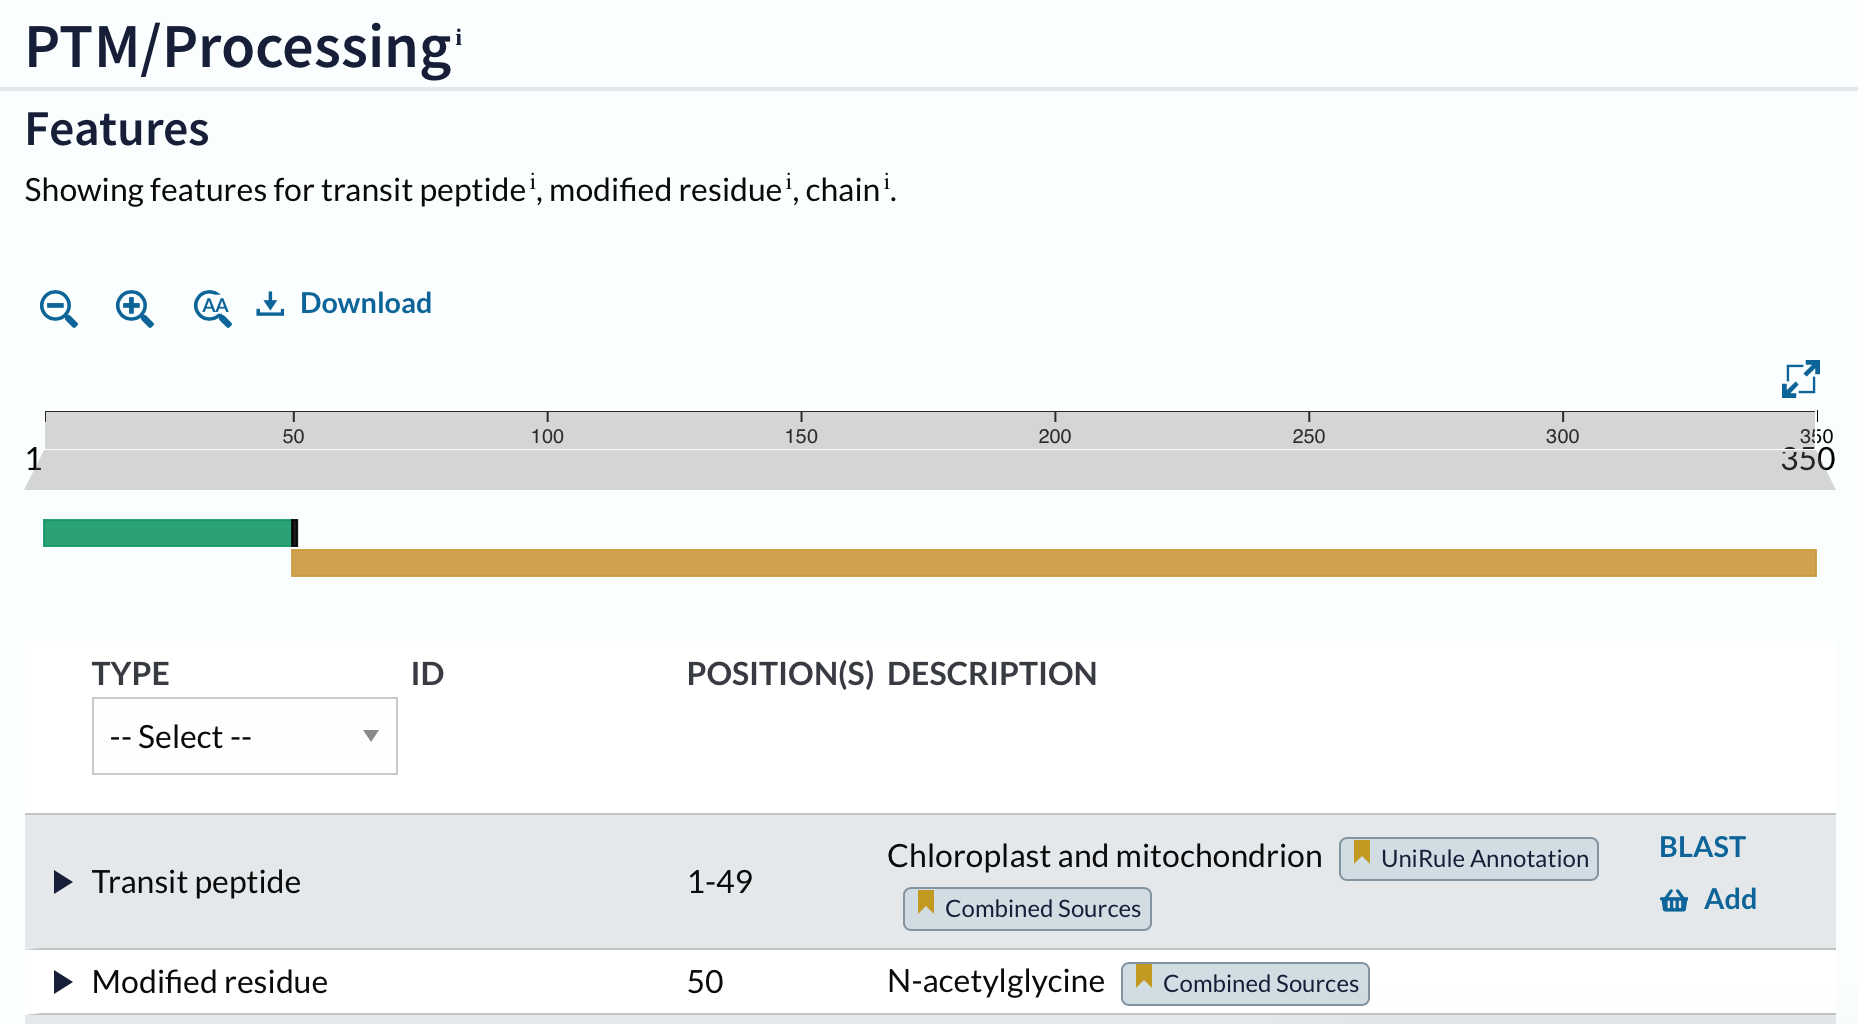 PTM/Processing i
Features
Showing features for transit peptide i, modified residue i, chain i.
AA Download
50 100 150 200 250 300 350
1 350
TYPE ID POSITION(S) DESCRIPTION
-- Select --
Transit peptide 1-49 Chloroplast and mitochondrion UniRule Annotation BLAST
Combined Sources Add
Modified residue 50 N-acetylglycine Combined Sources